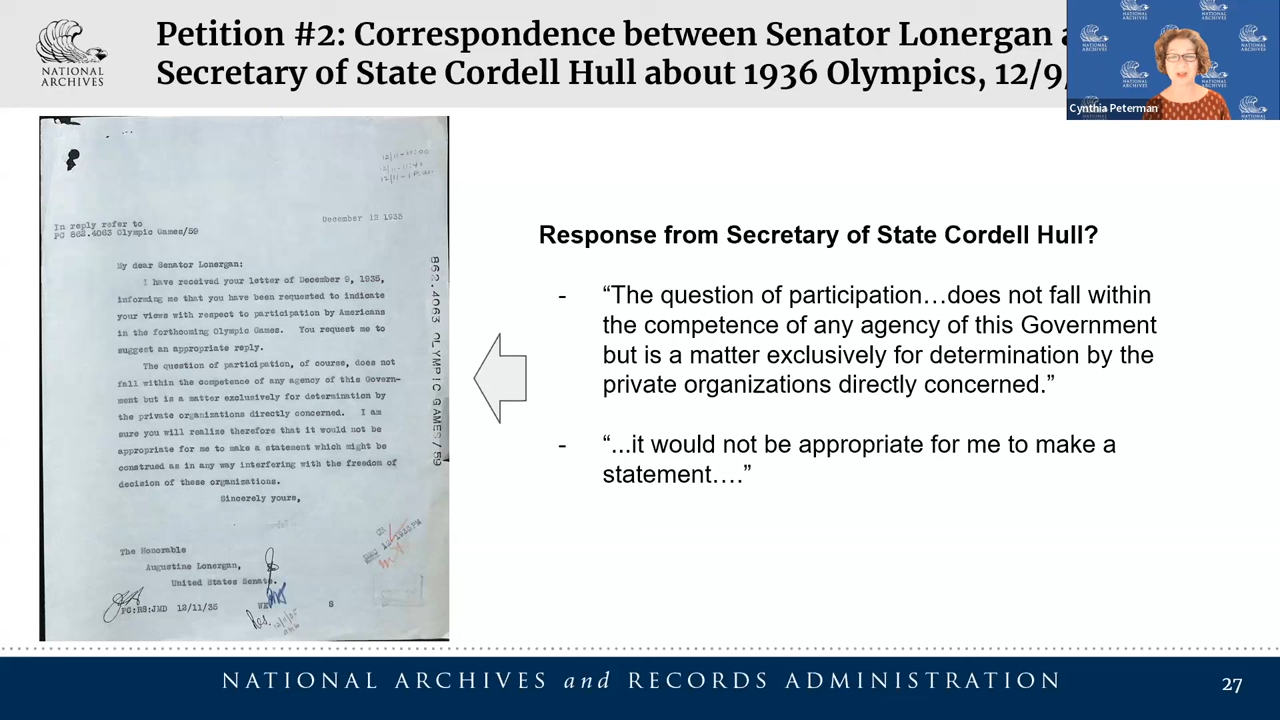 Petition #2: Correspondence between Senator Lonergan a
Secretary of State Cordell Hull about 1936 Olympics, 12/9/
NATIONAL
ARCHIVES
Cynthia Peterman
December 12 1935
In reply refer to
PG 862.4063 Olympic Games/59
My dear Senator Lonergan:
I have received your letter of December 9, 1935,
informing me that you have been requested to indicate
your views with respect to participation by Americans
in the forthcoming Olympic Games. You request me to
suggest an appropriate reply.
The question of participation, of course, does not
fall within the competence of any agency of this Govern-
ment but is a matter exclusively for determination by
the private organizations directly concerned. I am
sure you will realize therefore that it would not be
appropriate for me to make a statement which might be
construed as in any way interfering with the freedom of
decision of these organizations.
Sincerely yours,
The Honorable
Augustine Lonergan,
United States Senate.
PG:RS:JMD 12/11/35
WE
S
862.4063 OLYMPIC GAMES/59
Response from Secretary of State Cordell Hull?
- “The question of participation…does not fall within
the competence of any agency of this Government
but is a matter exclusively for determination by the
private organizations directly concerned.”
- “...it would not be appropriate for me to make a
statement….”
NATIONAL ARCHIVES and RECORDS ADMINISTRATION
27